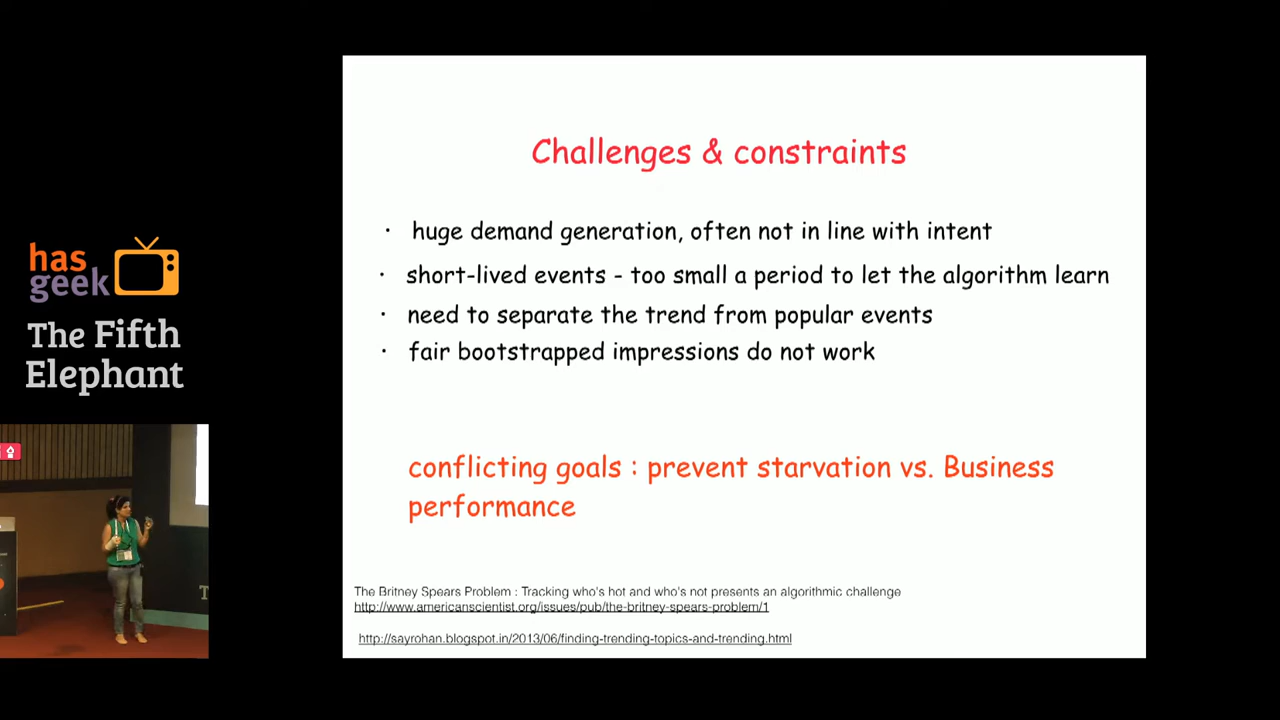 has
geek
The Fifth
Elephant
Challenges & constraints
· huge demand generation, often not in line with intent
· short-lived events - too small a period to let the algorithm learn
· need to separate the trend from popular events
· fair bootstrapped impressions do not work
conflicting goals : prevent starvation vs. Business
performance
The Britney Spears Problem : Tracking who's hot and who's not presents an algorithmic challenge
http://www.americanscientist.org/issues/pub/the-britney-spears-problem/1
http://sayrohan.blogspot.in/2013/06/finding-trending-topics-and-trending.html